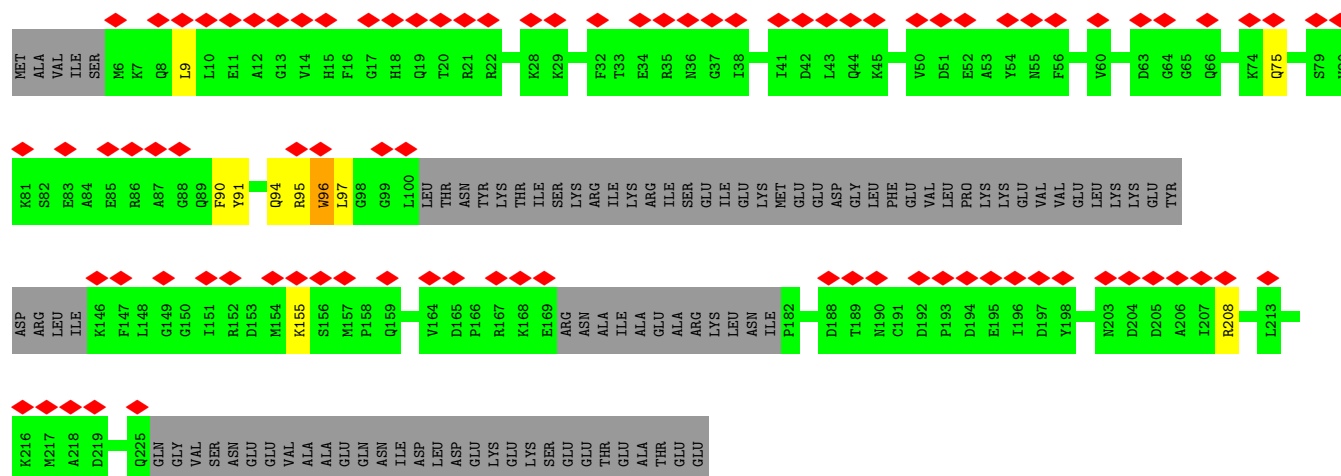 MET ALA VAL ILE SER M6 K7 Q8 L9 L10 E11 A12 G13 V14 H15 F16 G17 H18 Q19 T20 R21 R22 K28 K29 F32 T33 E34 R35 N36 G37 I38 I41 D42 L43 Q44 K45 V50 D51 E52 A53 Y54 N55 F56 V60 D63 G64 G65 Q66 K74 Q75 S79
K81 S82 E83 A84 E85 R86 A87 G88 Q89 F90 Y91 Q94 R95 W96 L97 G98 G99 L100 LEU THR ASN TYR LYS THR ILE SER LYS ARG ILE LYS ARG ILE SER GLU ILE GLU LYS MET GLU GLU ASP GLY LEU PHE GLU VAL LEU PRO LYS LYS GLU VAL VAL GLU LEU LYS LYS GLU TYR
ASP ARG LEU ILE K146 F147 L148 G149 G150 I151 R152 D153 M154 K155 S156 M157 P158 Q159 V164 D165 P166 R167 K168 E169 ARG ASN ALA ILE ALA GLU ALA ARG LYS LEU ASN ILE P182 D188 T189 N190 C191 D192 P193 D194 E195 I196 D197 Y198 N203 D204 D205 A206 I207 R208 L213
K216 M217 A218 D219 Q225 GLN GLY VAL SER ASN GLU GLU VAL ALA ALA GLU GLN ASN ILE ASP LEU ASP GLU LYS GLU LYS SER GLU GLU THR GLU ALA THR GLU GLU